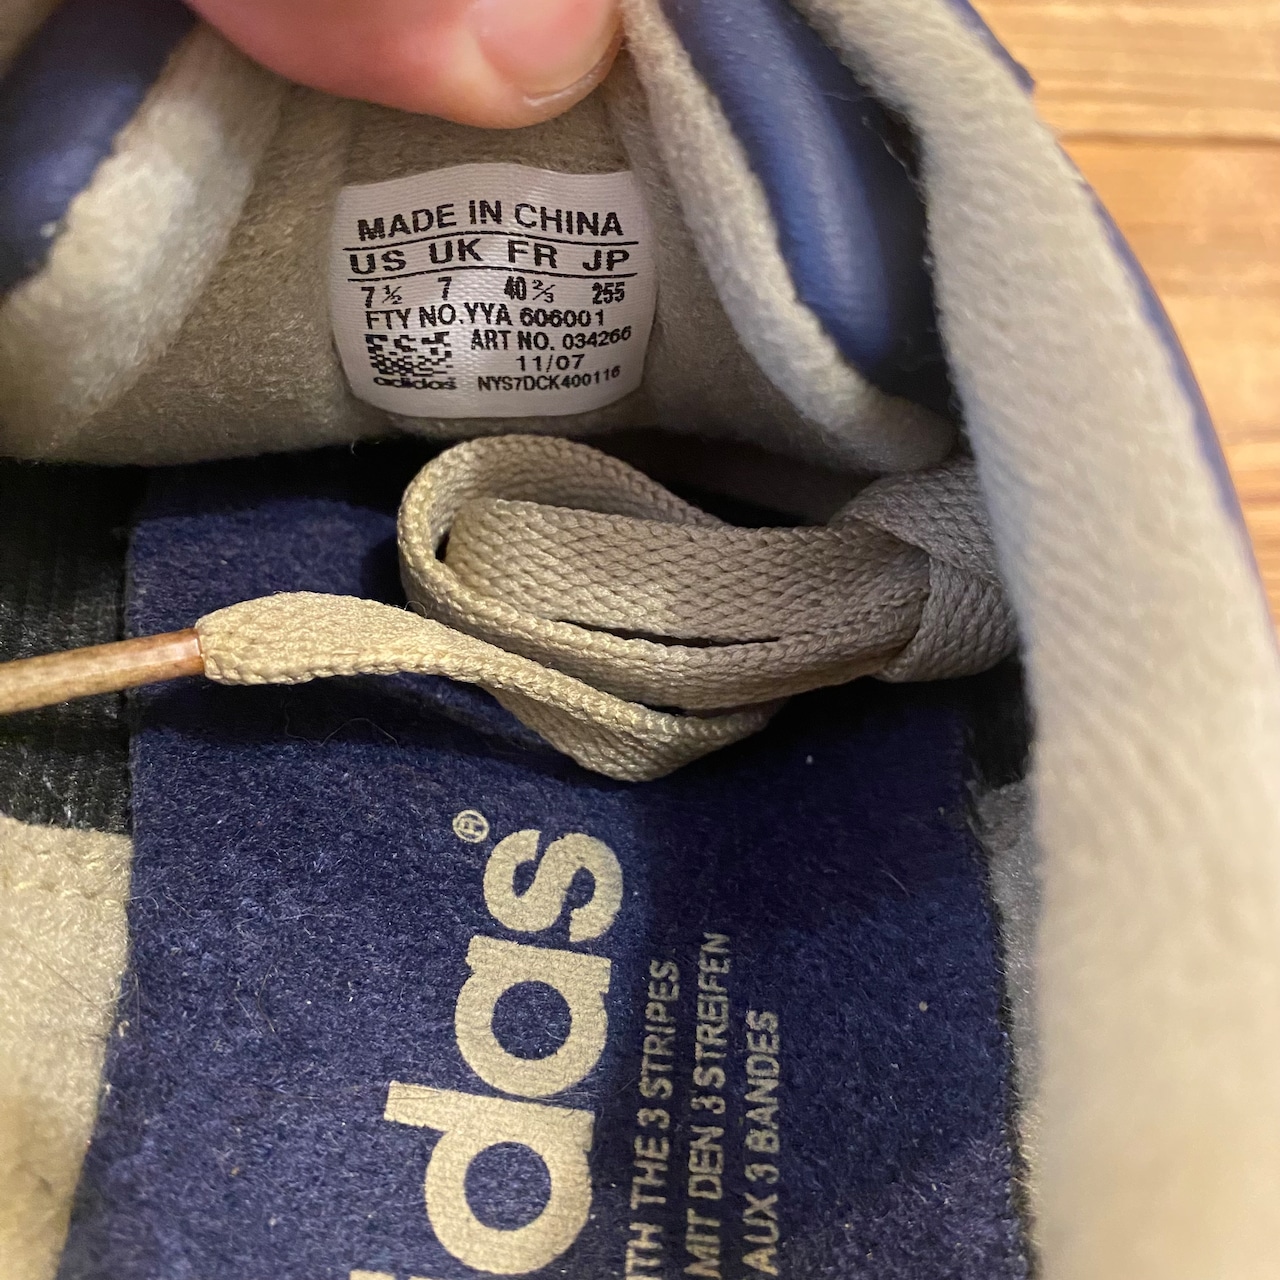 MADE IN CHINA
US UK FR JP
7½ 7 40⅔ 255
FTY NO.YYA 606001
ART NO. 034266
11/07
adidas NYS7DCK400116
das®
WITH THE 3 STRIPES
MIT DEN 3 STREIFEN
AUX 3 BANDES